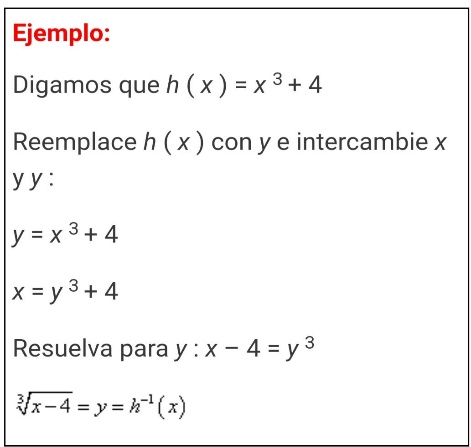 Ejemplo:
Digamos que h ( x ) = x ³ + 4
Reemplace h ( x ) con y e intercambie x
y y :
y = x ³ + 4
x = y ³ + 4
Resuelva para y : x − 4 = y ³
∛(x−4) = y = h⁻¹(x)